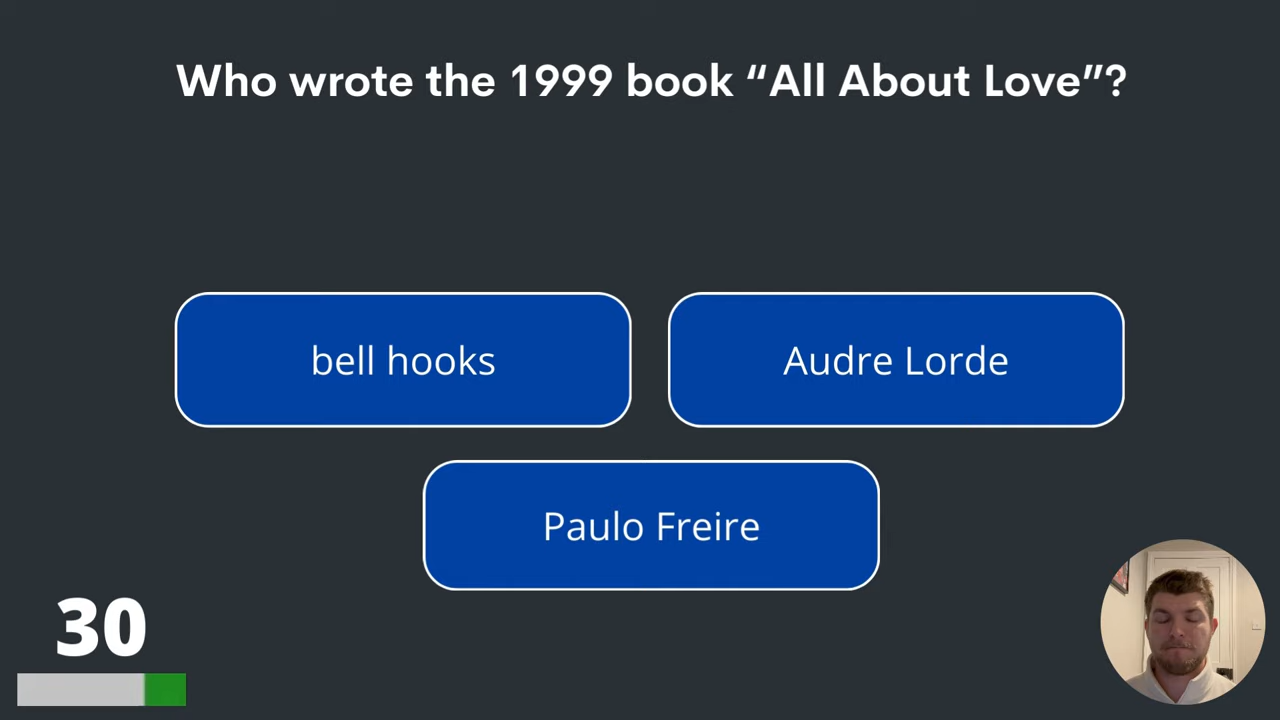 Who wrote the 1999 book “All About Love”?
bell hooks
Audre Lorde
Paulo Freire
30